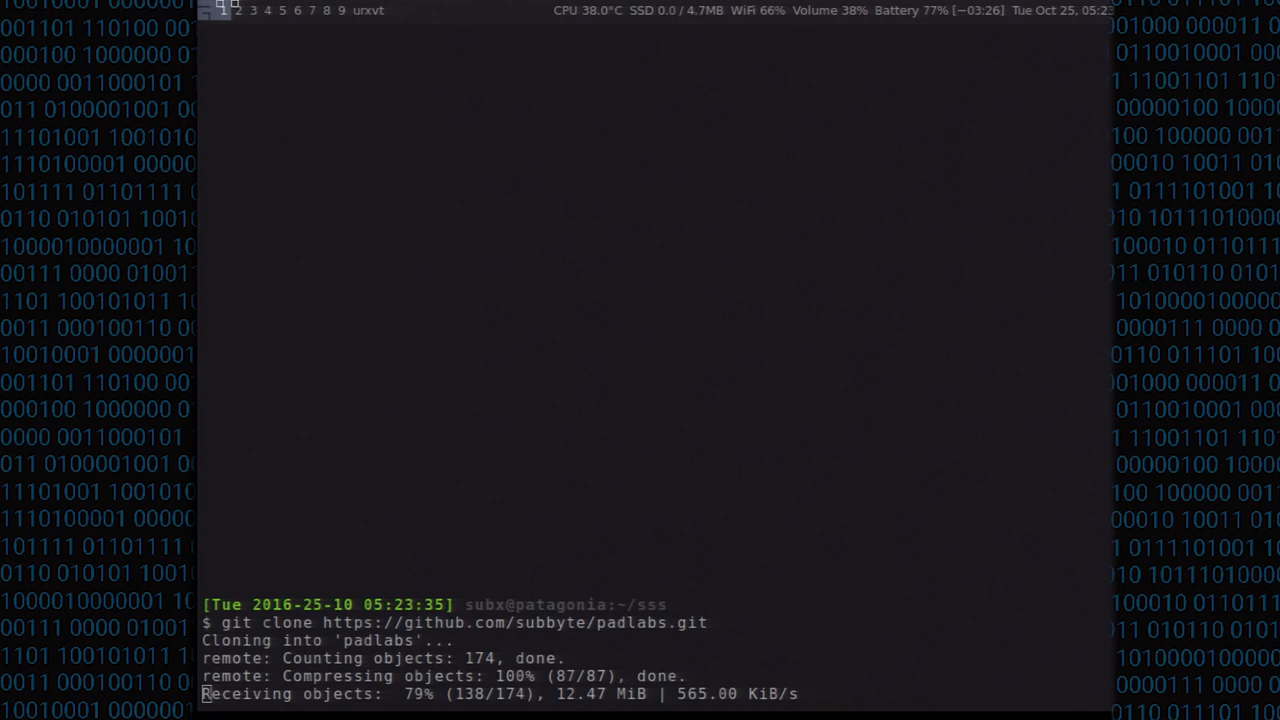 1 2 3 4 5 6 7 8 9 urxvt CPU 38.0°C SSD 0.0 / 4.7MB WiFi 66% Volume 38% Battery 77% [−03:26] Tue Oct 25, 05:23
[Tue 2016-25-10 05:23:35] subx@patagonia:~/sss
$ git clone https://github.com/subbyte/padlabs.git
Cloning into 'padlabs'...
remote: Counting objects: 174, done.
remote: Compressing objects: 100% (87/87), done.
Receiving objects:  79% (138/174), 12.47 MiB | 565.00 KiB/s